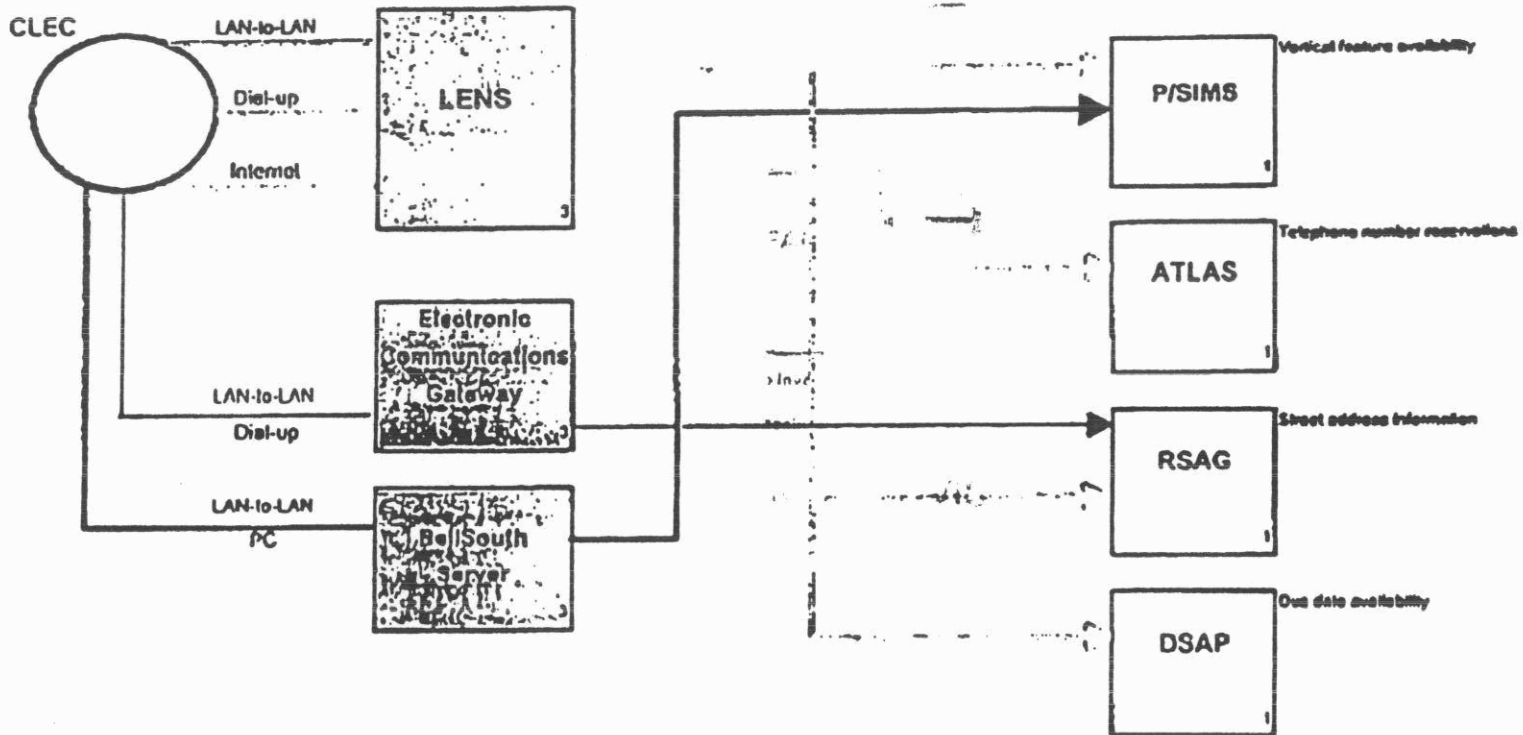 CLEC
LAN-to-LAN
Dial-up
Internet
LENS
3
Electronic
Communications
Gateway
3
LAN-to-LAN
Dial-up
LAN-to-LAN
PC
BellSouth
Server
3
P/SIMS
1
Vertical feature availability
ATLAS
1
Telephone number reservations
RSAG
1
Street address information
DSAP
1
Due date availability